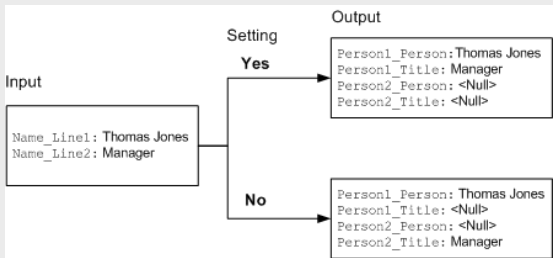 Input
Name_Line1: Thomas Jones
Name_Line2: Manager
Setting
Yes
No
Output
Person1_Person: Thomas Jones
Person1_Title: Manager
Person2_Person: <Null>
Person2_Title: <Null>
Person1_Person: Thomas Jones
Person1_Title: <Null>
Person2_Person: <Null>
Person2_Title: Manager